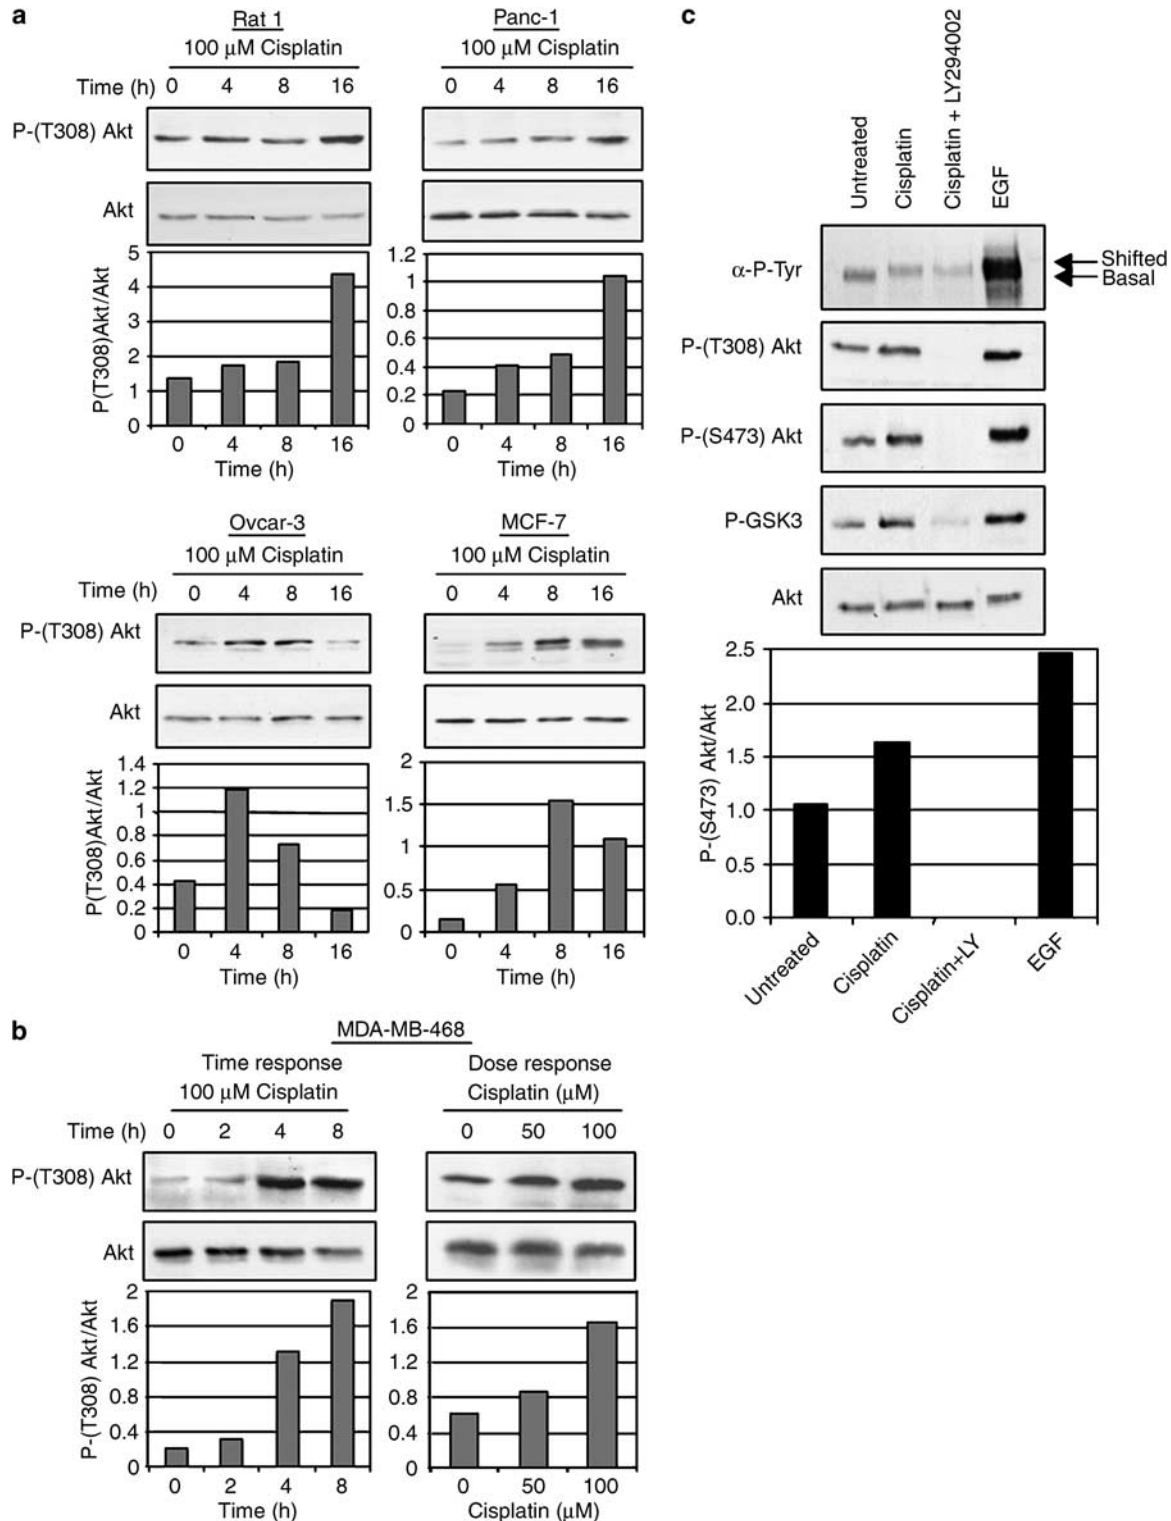 a
Rat 1
100 µM Cisplatin
Time (h) 0 4 8 16
P-(T308) Akt
Akt
P(T308)Akt/Akt
5
4
3
2
1
0
0 4 8 16
Time (h)
Panc-1
100 µM Cisplatin
0 4 8 16
1.2
1
0.8
0.6
0.4
0.2
0
0 4 8 16
Time (h)
Ovcar-3
100 µM Cisplatin
Time (h) 0 4 8 16
P-(T308) Akt
Akt
P(T308)Akt/Akt
1.4
1.2
1
0.8
0.6
0.4
0.2
0
0 4 8 16
Time (h)
MCF-7
100 µM Cisplatin
0 4 8 16
2
1.5
1
0.5
0
0 4 8 16
Time (h)
b
MDA-MB-468
Time response
100 µM Cisplatin
Time (h) 0 2 4 8
P-(T308) Akt
Akt
P-(T308) Akt/Akt
2
1.6
1.2
0.8
0.4
0
0 2 4 8
Time (h)
Dose response
Cisplatin (µM)
0 50 100
2
1.6
1.2
0.8
0.4
0
0 50 100
Cisplatin (µM)
c
Untreated
Cisplatin
Cisplatin + LY294002
EGF
α-P-Tyr
Shifted
Basal
P-(T308) Akt
P-(S473) Akt
P-GSK3
Akt
P-(S473) Akt/Akt
2.5
2.0
1.5
1.0
0.5
0.0
Untreated
Cisplatin
Cisplatin+LY
EGF